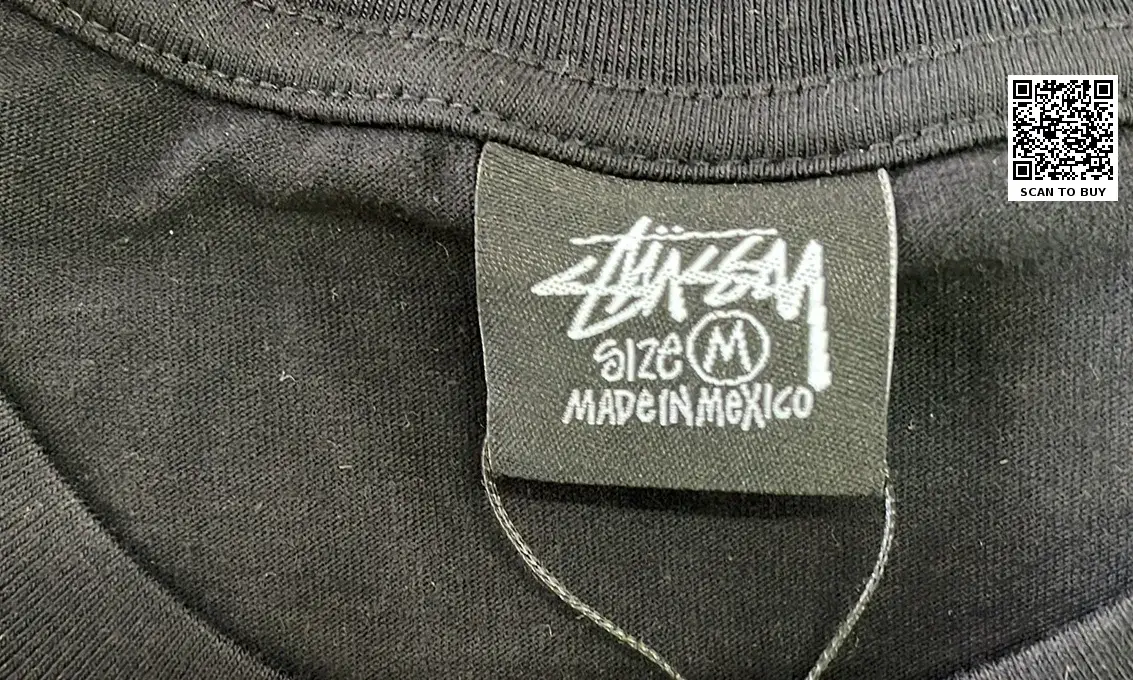 SCAN TO BUY
STÜSSY
SIZE M
MADE IN MEXICO